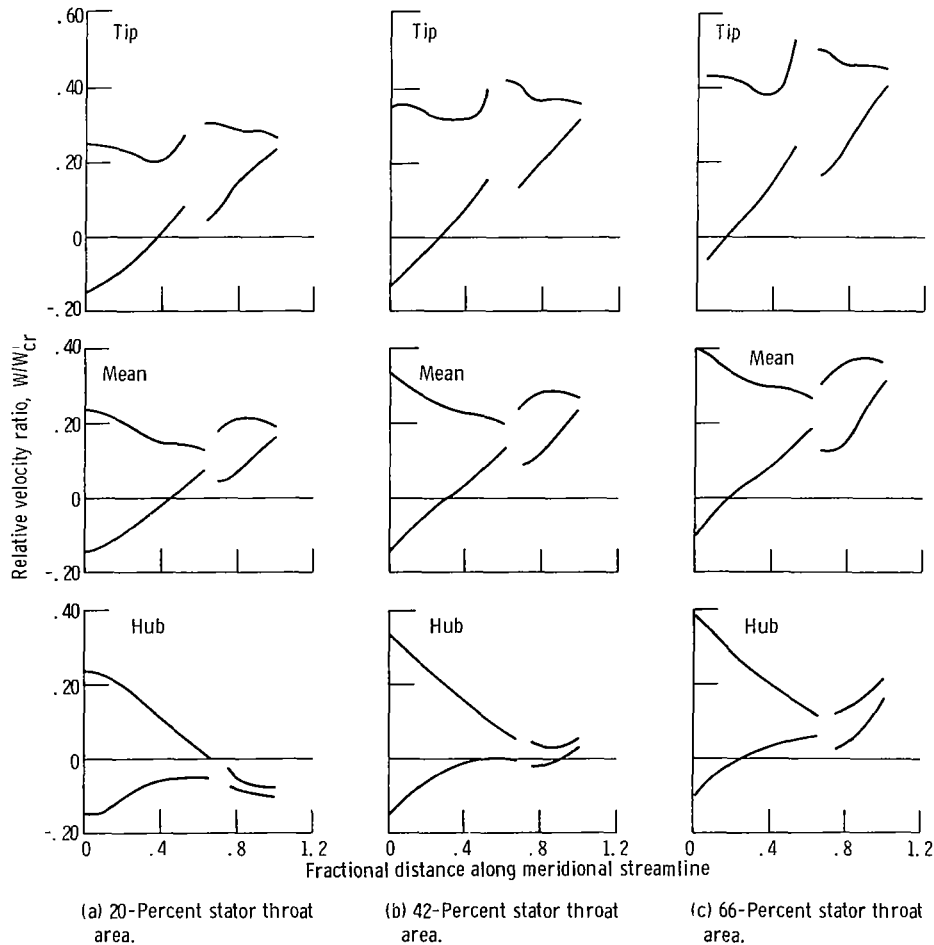 .60
.40
.20
0
-.20
Tip
Tip
Tip
.40
.20
0
-.20
Mean
Mean
Mean
Relative velocity ratio, W/W'cr
.40
.20
0
-.20
Hub
Hub
Hub
0 .4 .8 1.2 0 .4 .8 1.2 0 .4 .8 1.2
Fractional distance along meridional streamline
(a) 20-Percent stator throat
area.
(b) 42-Percent stator throat
area.
(c) 66-Percent stator throat
area.